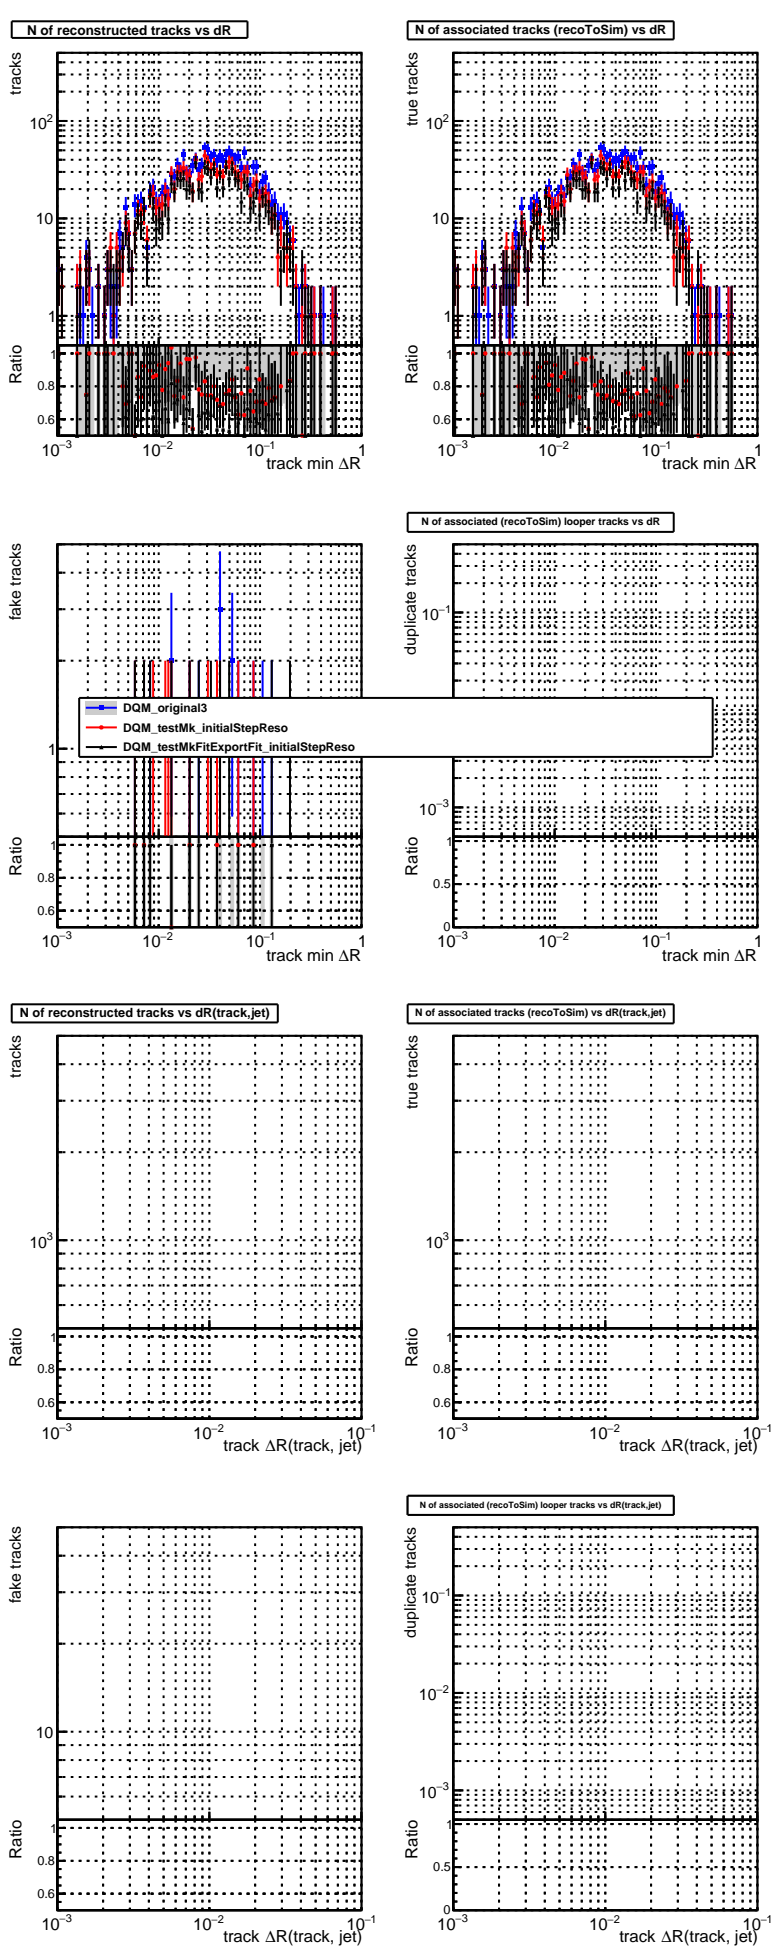 N of reconstructed tracks vs dR
tracks
10²
10
1
Ratio
1
0.8
0.6
10⁻³
10⁻²
10⁻¹
1
track min ΔR
N of associated tracks (recoToSim) vs dR
true tracks
10²
10
1
Ratio
1
0.8
0.6
10⁻³
10⁻²
10⁻¹
1
track min ΔR
fake tracks
1
Ratio
1
0.8
0.6
10⁻³
10⁻²
10⁻¹
1
track min ΔR
N of associated (recoToSim) looper tracks vs dR
duplicate tracks
10⁻¹
10⁻³
Ratio
1
0.5
0
10⁻³
10⁻²
10⁻¹
1
track min ΔR
DQM_original3
DQM_testMk_initialStepReso
DQM_testMkFitExportFit_initialStepReso
N of reconstructed tracks vs dR(track,jet)
tracks
10³
Ratio
1
0.8
0.6
10⁻³
10⁻²
10⁻¹
track ΔR(track, jet)
N of associated tracks (recoToSim) vs dR(track,jet)
true tracks
10³
Ratio
1
0.8
0.6
10⁻³
10⁻²
10⁻¹
track ΔR(track, jet)
fake tracks
10
Ratio
1
0.8
0.6
10⁻³
10⁻²
10⁻¹
track ΔR(track, jet)
N of associated (recoToSim) looper tracks vs dR(track,jet)
duplicate tracks
10⁻¹
10⁻²
10⁻³
Ratio
1
0.5
0
10⁻³
10⁻²
10⁻¹
track ΔR(track, jet)